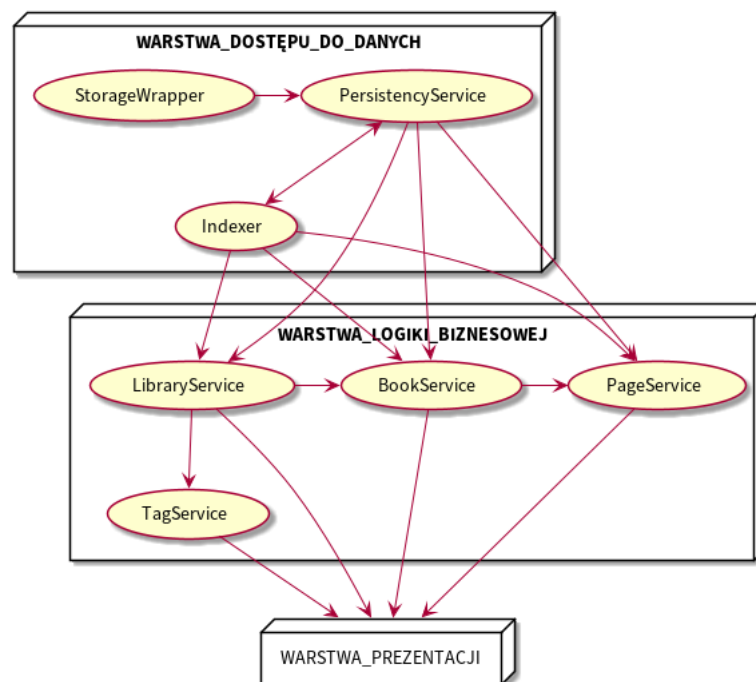 WARSTWA_DOSTĘPU_DO_DANYCH
StorageWrapper
PersistencyService
Indexer
WARSTWA_LOGIKI_BIZNESOWEJ
LibraryService
BookService
PageService
TagService
WARSTWA_PREZENTACJI